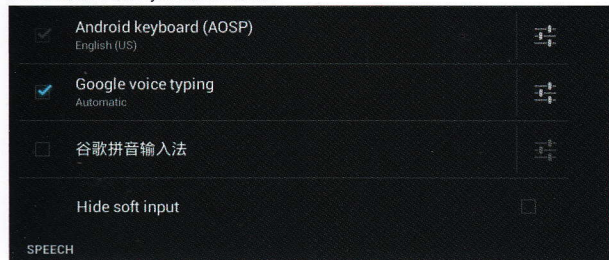 Android keyboard (AOSP)
English (US)
Google voice typing
Automatic
谷歌拼音输入法
Hide soft input
SPEECH